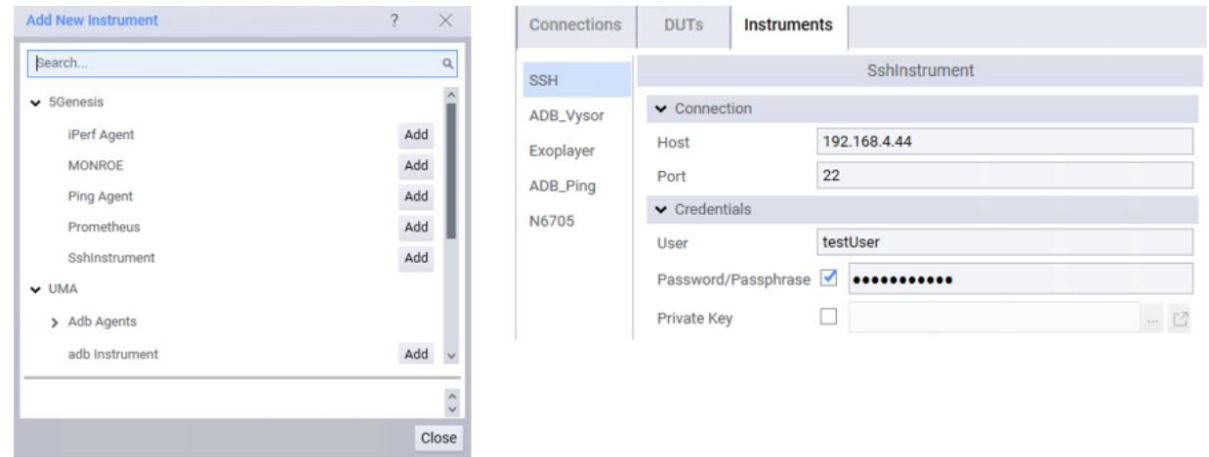 Add New Instrument ?
Search...
5Genesis
iPerf Agent Add
MONROE Add
Ping Agent Add
Prometheus Add
SshInstrument Add
UMA
Adb Agents
adb Instrument Add
Close
Connections DUTs Instruments
SSH
ADB_Vysor
Exoplayer
ADB_Ping
N6705
SshInstrument
Connection
Host 192.168.4.44
Port 22
Credentials
User testUser
Password/Passphrase •••••••••••
Private Key ...